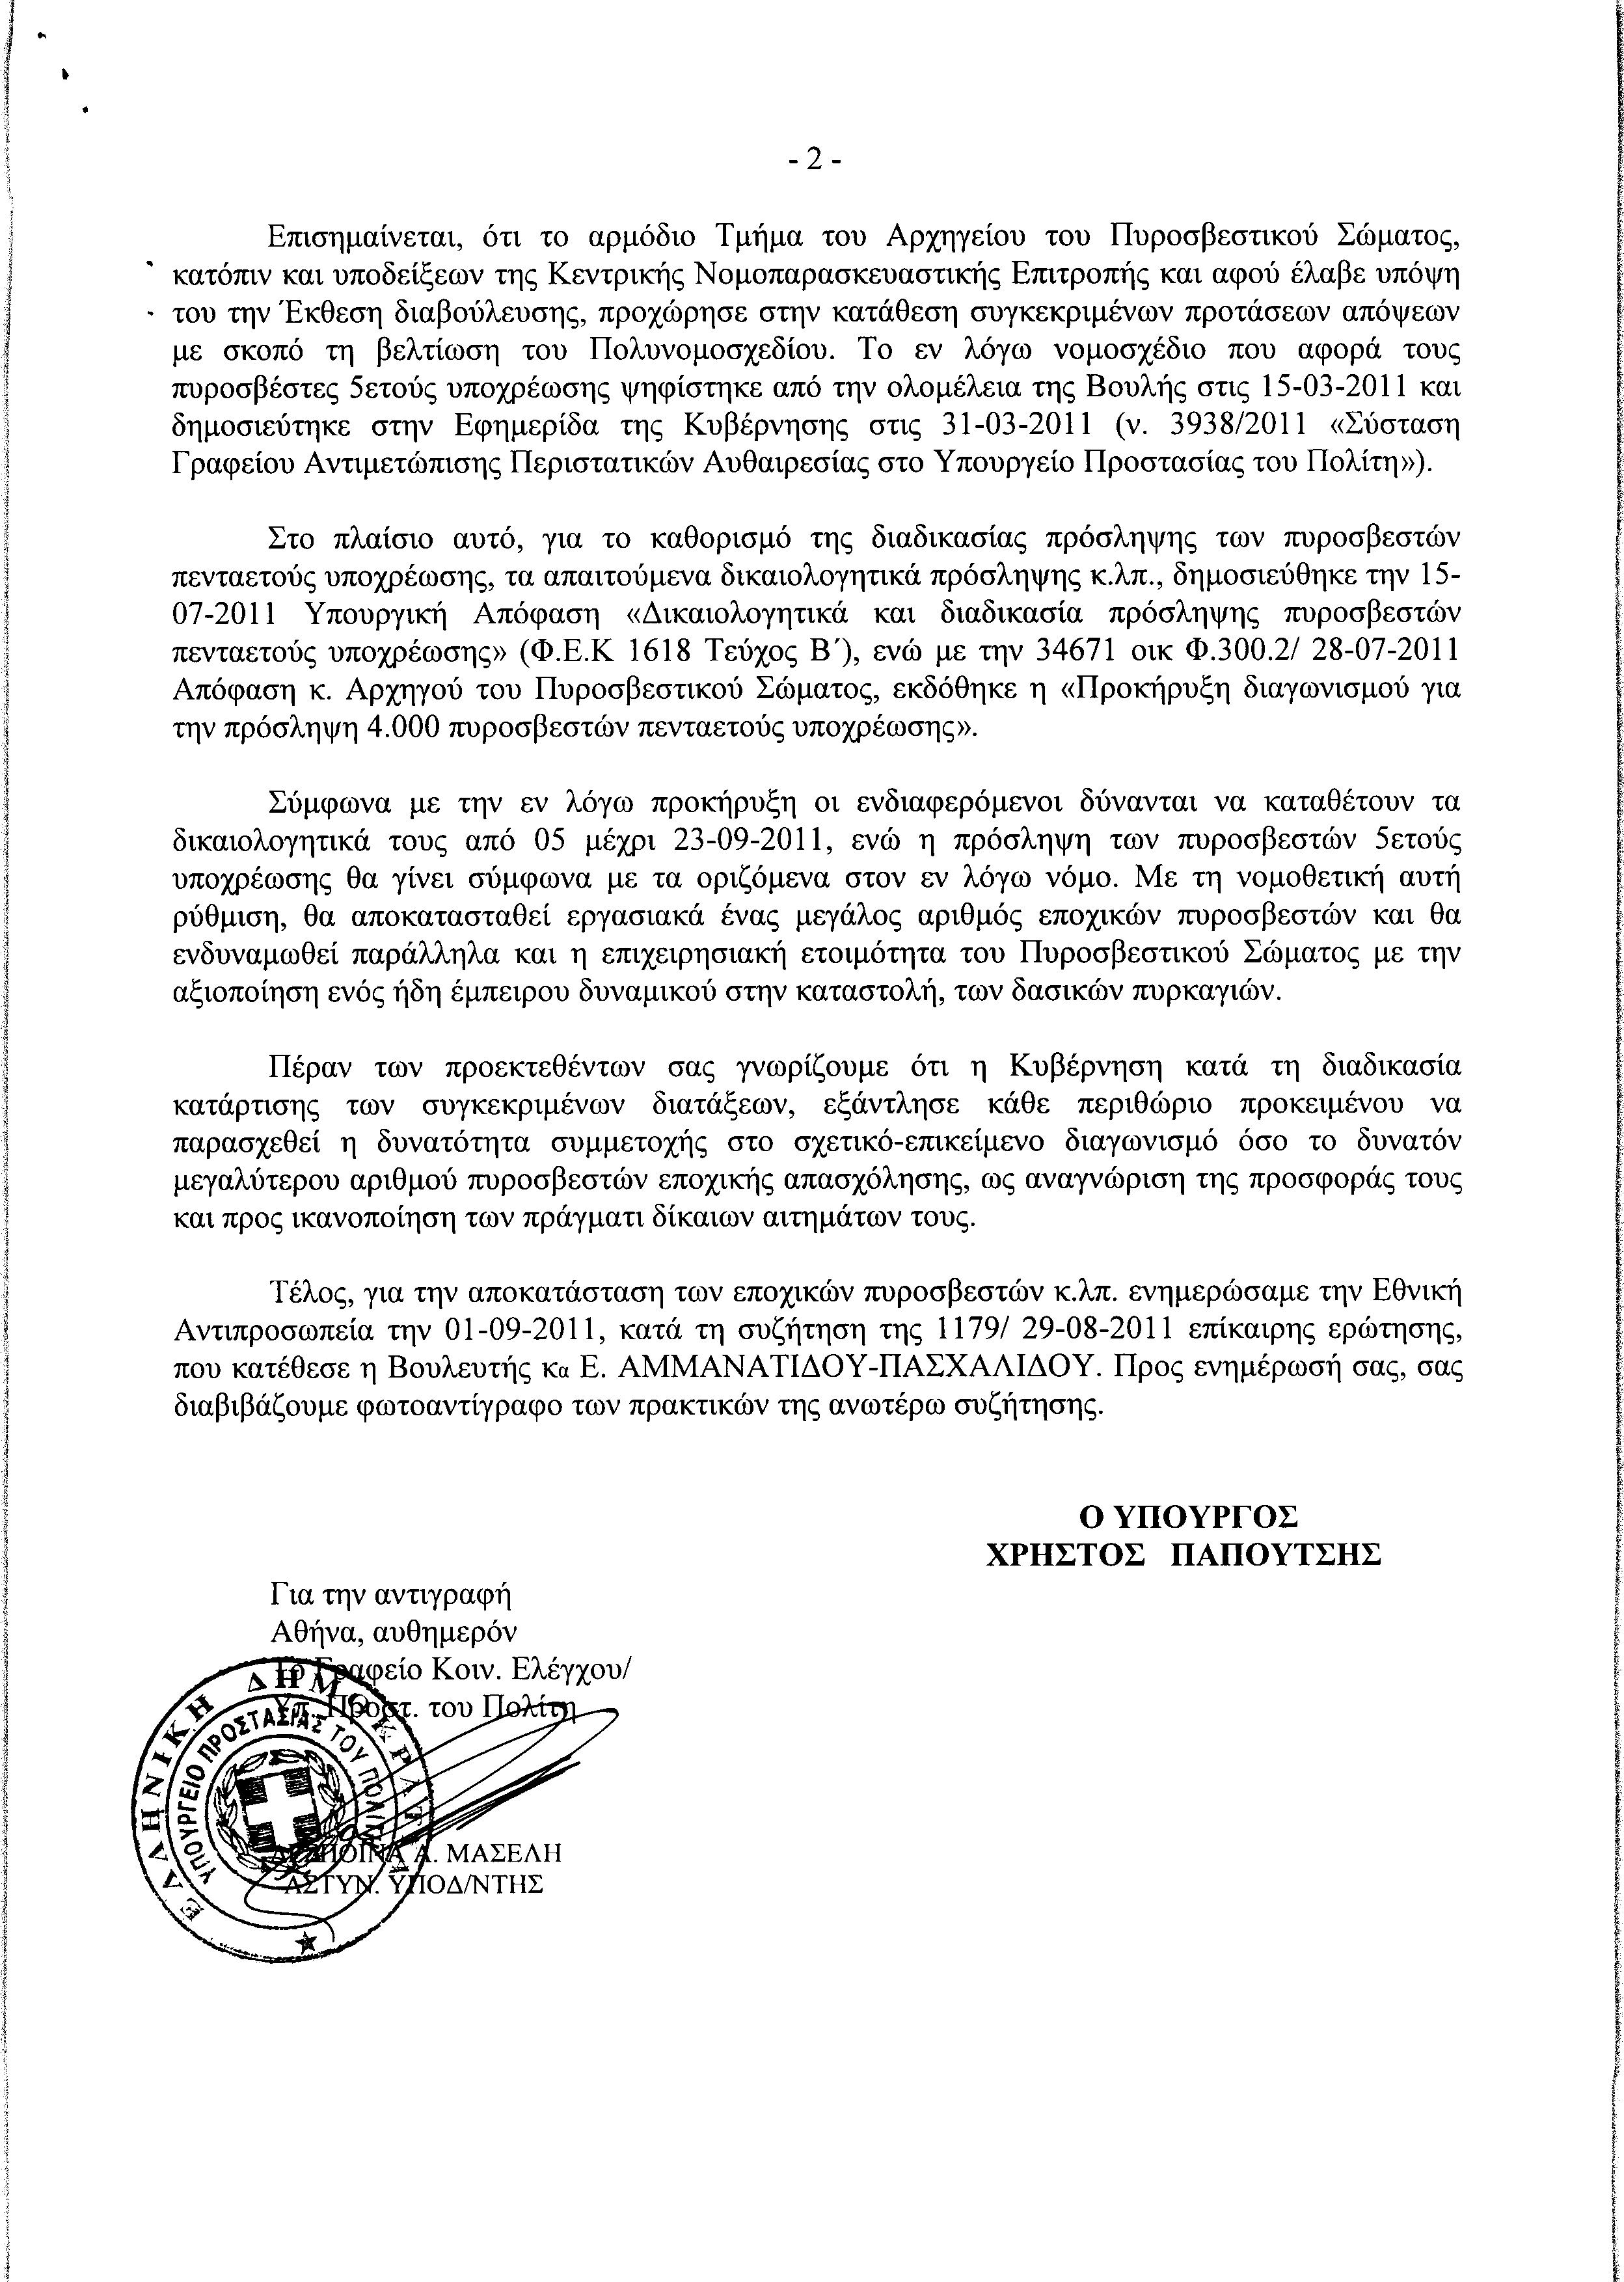 - 2 -
Επισημαίνεται, ότι το αρμόδιο Τμήμα του Αρχηγείου του Πυροσβεστικού Σώματος,
κατόπιν και υποδείξεων της Κεντρικής Νομοπαρασκευαστικής Επιτροπής και αφού έλαβε υπόψη
του την Έκθεση διαβούλευσης, προχώρησε στην κατάθεση συγκεκριμένων προτάσεων απόψεων
με σκοπό τη βελτίωση του Πολυνομοσχεδίου. Το εν λόγω νομοσχέδιο που αφορά τους
πυροσβέστες 5ετούς υποχρέωσης ψηφίστηκε από την ολομέλεια της Βουλής στις 15-03-2011 και
δημοσιεύτηκε στην Εφημερίδα της Κυβέρνησης στις 31-03-2011 (ν. 3938/2011 «Σύσταση
Γραφείου Αντιμετώπισης Περιστατικών Αυθαιρεσίας στο Υπουργείο Προστασίας του Πολίτη»).
Στο πλαίσιο αυτό, για το καθορισμό της διαδικασίας πρόσληψης των πυροσβεστών
πενταετούς υποχρέωσης, τα απαιτούμενα δικαιολογητικά πρόσληψης κ.λπ., δημοσιεύθηκε την 15-
07-2011 Υπουργική Απόφαση «Δικαιολογητικά και διαδικασία πρόσληψης πυροσβεστών
πενταετούς υποχρέωσης» (Φ.Ε.Κ 1618 Τεύχος Β΄), ενώ με την 34671 οικ Φ.300.2/ 28-07-2011
Απόφαση κ. Αρχηγού του Πυροσβεστικού Σώματος, εκδόθηκε η «Προκήρυξη διαγωνισμού για
την πρόσληψη 4.000 πυροσβεστών πενταετούς υποχρέωσης».
Σύμφωνα με την εν λόγω προκήρυξη οι ενδιαφερόμενοι δύνανται να καταθέτουν τα
δικαιολογητικά τους από 05 μέχρι 23-09-2011, ενώ η πρόσληψη των πυροσβεστών 5ετούς
υποχρέωσης θα γίνει σύμφωνα με τα οριζόμενα στον εν λόγω νόμο. Με τη νομοθετική αυτή
ρύθμιση, θα αποκατασταθεί εργασιακά ένας μεγάλος αριθμός εποχικών πυροσβεστών και θα
ενδυναμωθεί παράλληλα και η επιχειρησιακή ετοιμότητα του Πυροσβεστικού Σώματος με την
αξιοποίηση ενός ήδη έμπειρου δυναμικού στην καταστολή, των δασικών πυρκαγιών.
Πέραν των προεκτεθέντων σας γνωρίζουμε ότι η Κυβέρνηση κατά τη διαδικασία
κατάρτισης των συγκεκριμένων διατάξεων, εξάντλησε κάθε περιθώριο προκειμένου να
παρασχεθεί η δυνατότητα συμμετοχής στο σχετικό-επικείμενο διαγωνισμό όσο το δυνατόν
μεγαλύτερου αριθμού πυροσβεστών εποχικής απασχόλησης, ως αναγνώριση της προσφοράς τους
και προς ικανοποίηση των πράγματι δίκαιων αιτημάτων τους.
Τέλος, για την αποκατάσταση των εποχικών πυροσβεστών κ.λπ. ενημερώσαμε την Εθνική
Αντιπροσωπεία την 01-09-2011, κατά τη συζήτηση της 1179/ 29-08-2011 επίκαιρης ερώτησης,
που κατέθεσε η Βουλευτής κα Ε. ΑΜΜΑΝΑΤΙΔΟΥ-ΠΑΣΧΑΛΙΔΟΥ. Προς ενημέρωσή σας, σας
διαβιβάζουμε φωτοαντίγραφο των πρακτικών της ανωτέρω συζήτησης.
Ο ΥΠΟΥΡΓΟΣ
ΧΡΗΣΤΟΣ ΠΑΠΟΥΤΣΗΣ
Για την αντιγραφή
Αθήνα, αυθημερόν
Το Γραφείο Κοιν. Ελέγχου/
Υπ. Προστ. του Πολίτη
ΕΛΛΗΝΙΚΗ ΔΗΜΟΚΡΑΤΙΑ
ΥΠΟΥΡΓΕΙΟ ΠΡΟΣΤΑΣΙΑΣ ΤΟΥ ΠΟΛΙΤΗ
Α. ΜΑΣΕΛΗ
ΑΣΤΥΝ. ΥΠΟΔ/ΝΤΗΣ